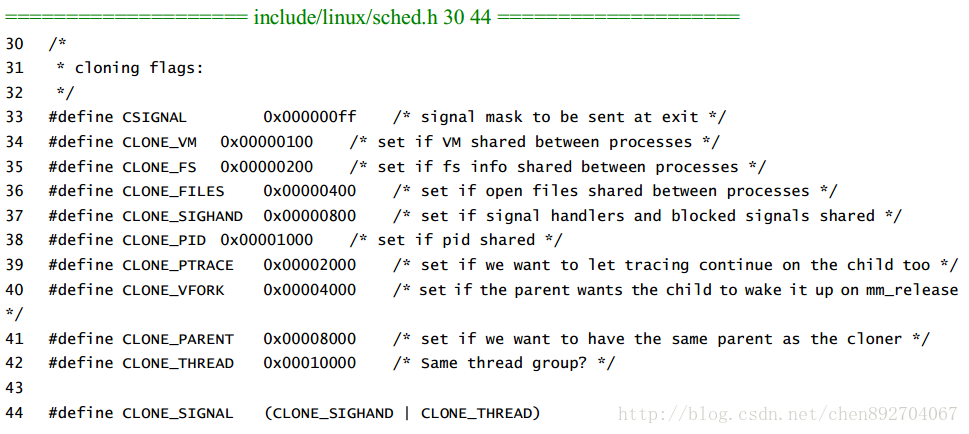 ==================== include/linux/sched.h 30 44 ====================
30 /*
31 * cloning flags:
32 */
33 #define CSIGNAL 0x000000ff /* signal mask to be sent at exit */
34 #define CLONE_VM 0x00000100 /* set if VM shared between processes */
35 #define CLONE_FS 0x00000200 /* set if fs info shared between processes */
36 #define CLONE_FILES 0x00000400 /* set if open files shared between processes */
37 #define CLONE_SIGHAND 0x00000800 /* set if signal handlers and blocked signals shared */
38 #define CLONE_PID 0x00001000 /* set if pid shared */
39 #define CLONE_PTRACE 0x00002000 /* set if we want to let tracing continue on the child too */
40 #define CLONE_VFORK 0x00004000 /* set if the parent wants the child to wake it up on mm_release
*/
41 #define CLONE_PARENT 0x00008000 /* set if we want to have the same parent as the cloner */
42 #define CLONE_THREAD 0x00010000 /* Same thread group? */
43
44 #define CLONE_SIGNAL (CLONE_SIGHAND | CLONE_THREAD)
http://blog.csdn.net/chen892704067